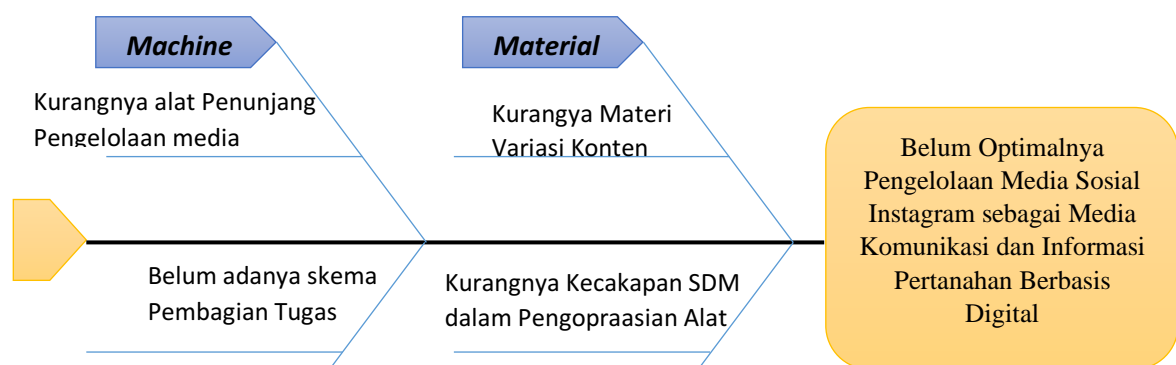 Machine
Material
Kurangnya alat Penunjang
Pengelolaan media
Kurangya Materi
Variasi Konten
Belum Optimalnya
Pengelolaan Media Sosial
Instagram sebagai Media
Komunikasi dan Informasi
Pertanahan Berbasis
Digital
Belum adanya skema
Pembagian Tugas
Kurangnya Kecakapan SDM
dalam Pengopraasian Alat